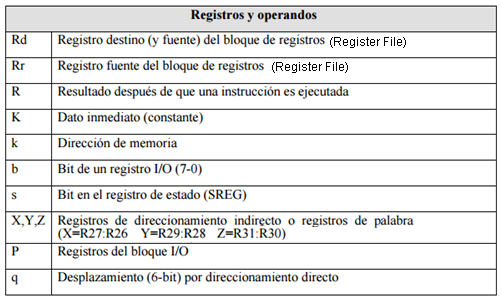 Registros y operandos
Rd Registro destino (y fuente) del bloque de registros (Register File)
Rr Registro fuente del bloque de registros (Register File)
R Resultado después de que una instrucción es ejecutada
K Dato inmediato (constante)
k Dirección de memoria
b Bit de un registro I/O (7-0)
s Bit en el registro de estado (SREG)
X,Y,Z Registros de direccionamiento indirecto o registros de palabra
(X=R27:R26 Y=R29:R28 Z=R31:R30)
P Registros del bloque I/O
q Desplazamiento (6-bit) por direccionamiento directo